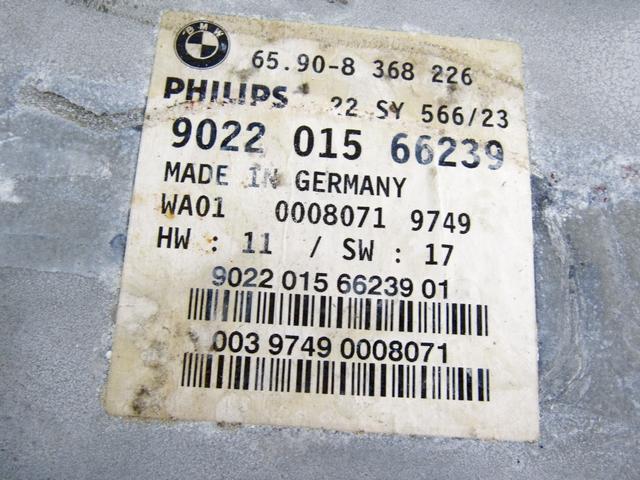 BMW
65.90-8 368 226
PHILIPS 22 SY 566/23
9022 015 66239
MADE IN GERMANY
WA01 0008071 9749
HW : 11 / SW : 17
9022 015 66239 01
003 9749 0008071